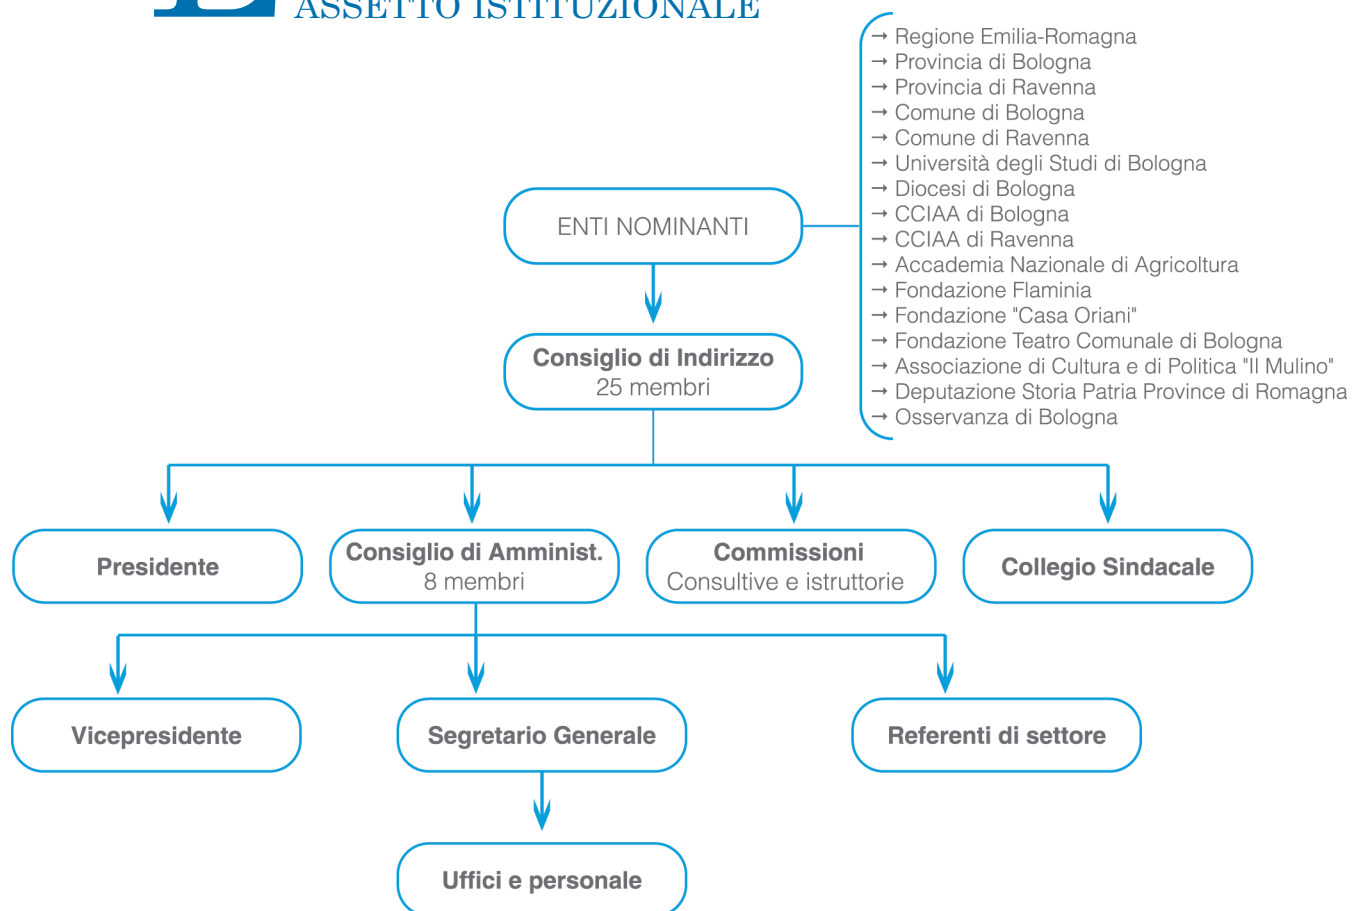 ASSETTO ISTITUZIONALE
→ Regione Emilia-Romagna
→ Provincia di Bologna
→ Provincia di Ravenna
→ Comune di Bologna
→ Comune di Ravenna
→ Università degli Studi di Bologna
→ Diocesi di Bologna
→ CCIAA di Bologna
→ CCIAA di Ravenna
→ Accademia Nazionale di Agricoltura
→ Fondazione Flaminia
→ Fondazione "Casa Oriani"
→ Fondazione Teatro Comunale di Bologna
→ Associazione di Cultura e di Politica "Il Mulino"
→ Deputazione Storia Patria Province di Romagna
→ Osservanza di Bologna
ENTI NOMINANTI
Consiglio di Indirizzo
25 membri
Presidente
Consiglio di Amminist.
8 membri
Commissioni
Consultive e istruttorie
Collegio Sindacale
Vicepresidente
Segretario Generale
Referenti di settore
Uffici e personale